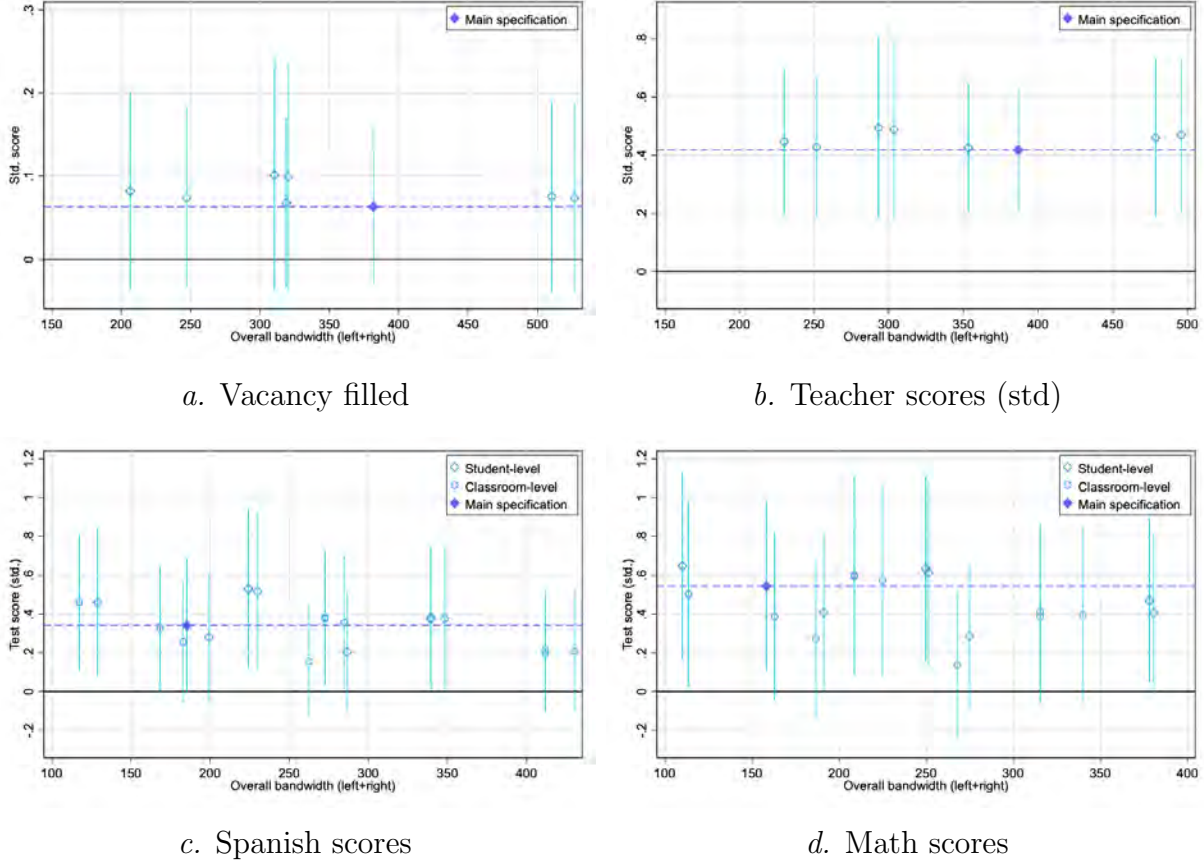 .3
.2
.1
0
Std. score
Main specification
150 200 250 300 350 400 450 500
Overall bandwidth (left+right)
a. Vacancy filled
.8
.6
.4
.2
0
Std. score
Main specification
150 200 250 300 350 400 450 500
Overall bandwidth (left+right)
b. Teacher scores (std)
1.2
1
.8
.6
.4
.2
0
-.2
Test score (std.)
Student-level
Classroom-level
Main specification
100 150 200 250 300 350 400
Overall bandwidth (left+right)
c. Spanish scores
1.2
1
.8
.6
.4
.2
0
-.2
Test score (std.)
Student-level
Classroom-level
Main specification
100 150 200 250 300 350 400
Overall bandwidth (left+right)
d. Math scores